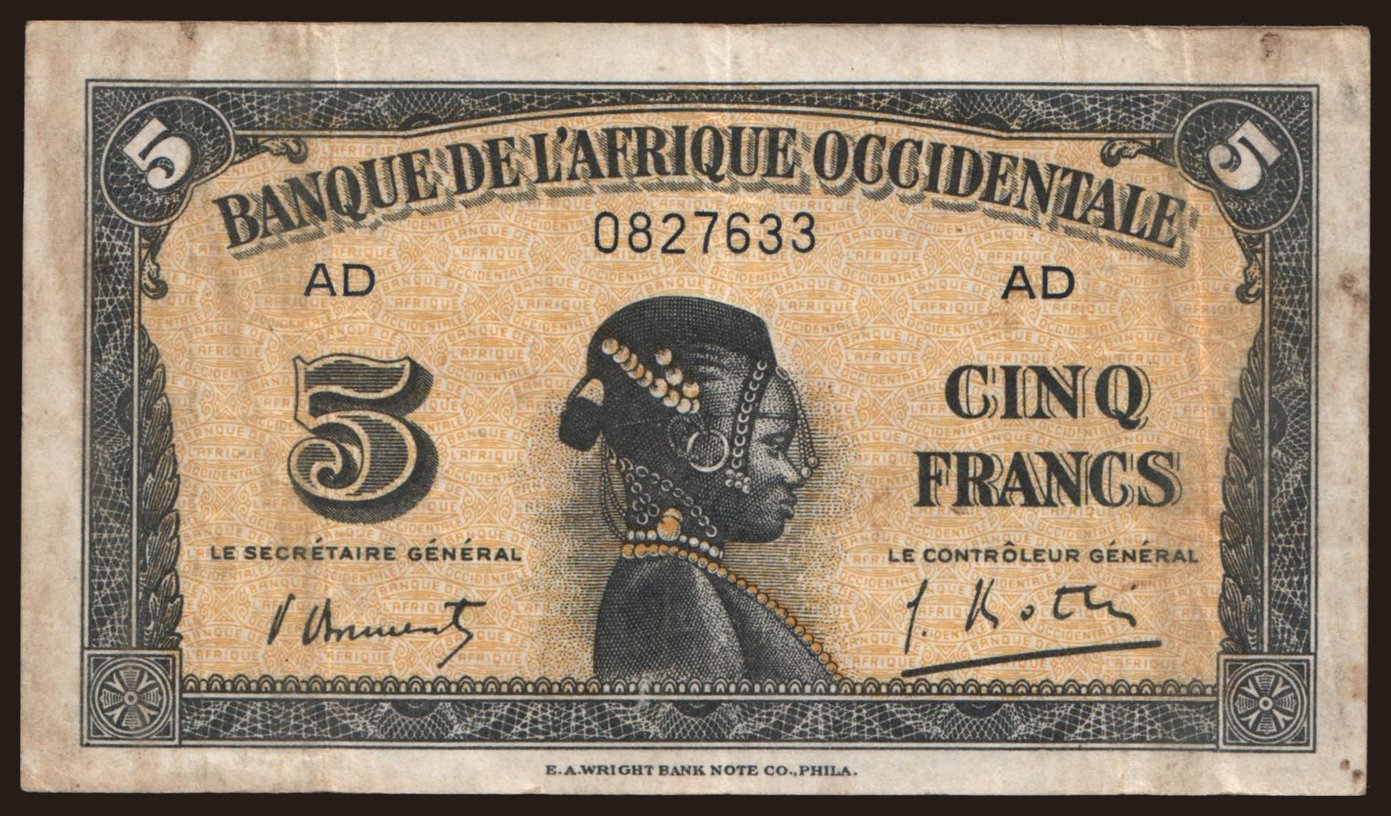 5 5
BANQUE DE L'AFRIQUE OCCIDENTALE
0827633
AD AD
5
CINQ
FRANCS
LE SECRÉTAIRE GÉNÉRAL
LE CONTRÔLEUR GÉNÉRAL
E.A.WRIGHT BANK NOTE CO.,PHILA.